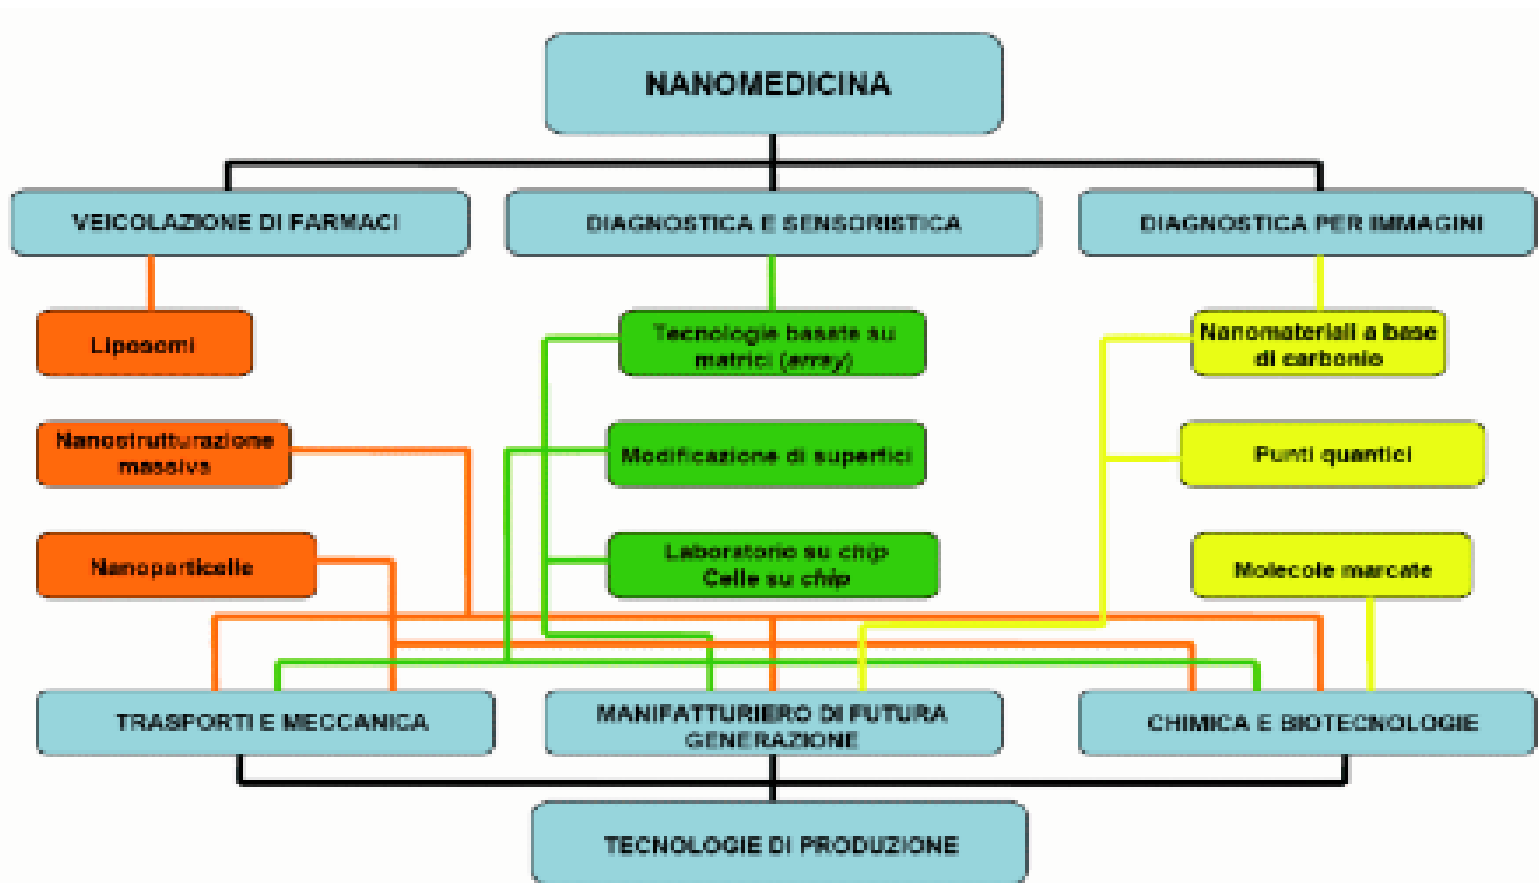 NANOMEDICINA
VEICOLAZIONE DI FARMACI
DIAGNOSTICA E SENSORISTICA
DIAGNOSTICA PER IMMAGINI
Liposomi
Tecnologie basate su
matrici (array)
Nanomateriali a base
di carbonio
Nanostrutturazione
massiva
Modificazione di superfici
Punti quantici
Nanoparticelle
Laboratorio su chip
Celle su chip
Molecole marcate
TRASPORTI E MECCANICA
MANIFATTURIERO DI FUTURA
GENERAZIONE
CHIMICA E BIOTECNOLOGIE
TECNOLOGIE DI PRODUZIONE